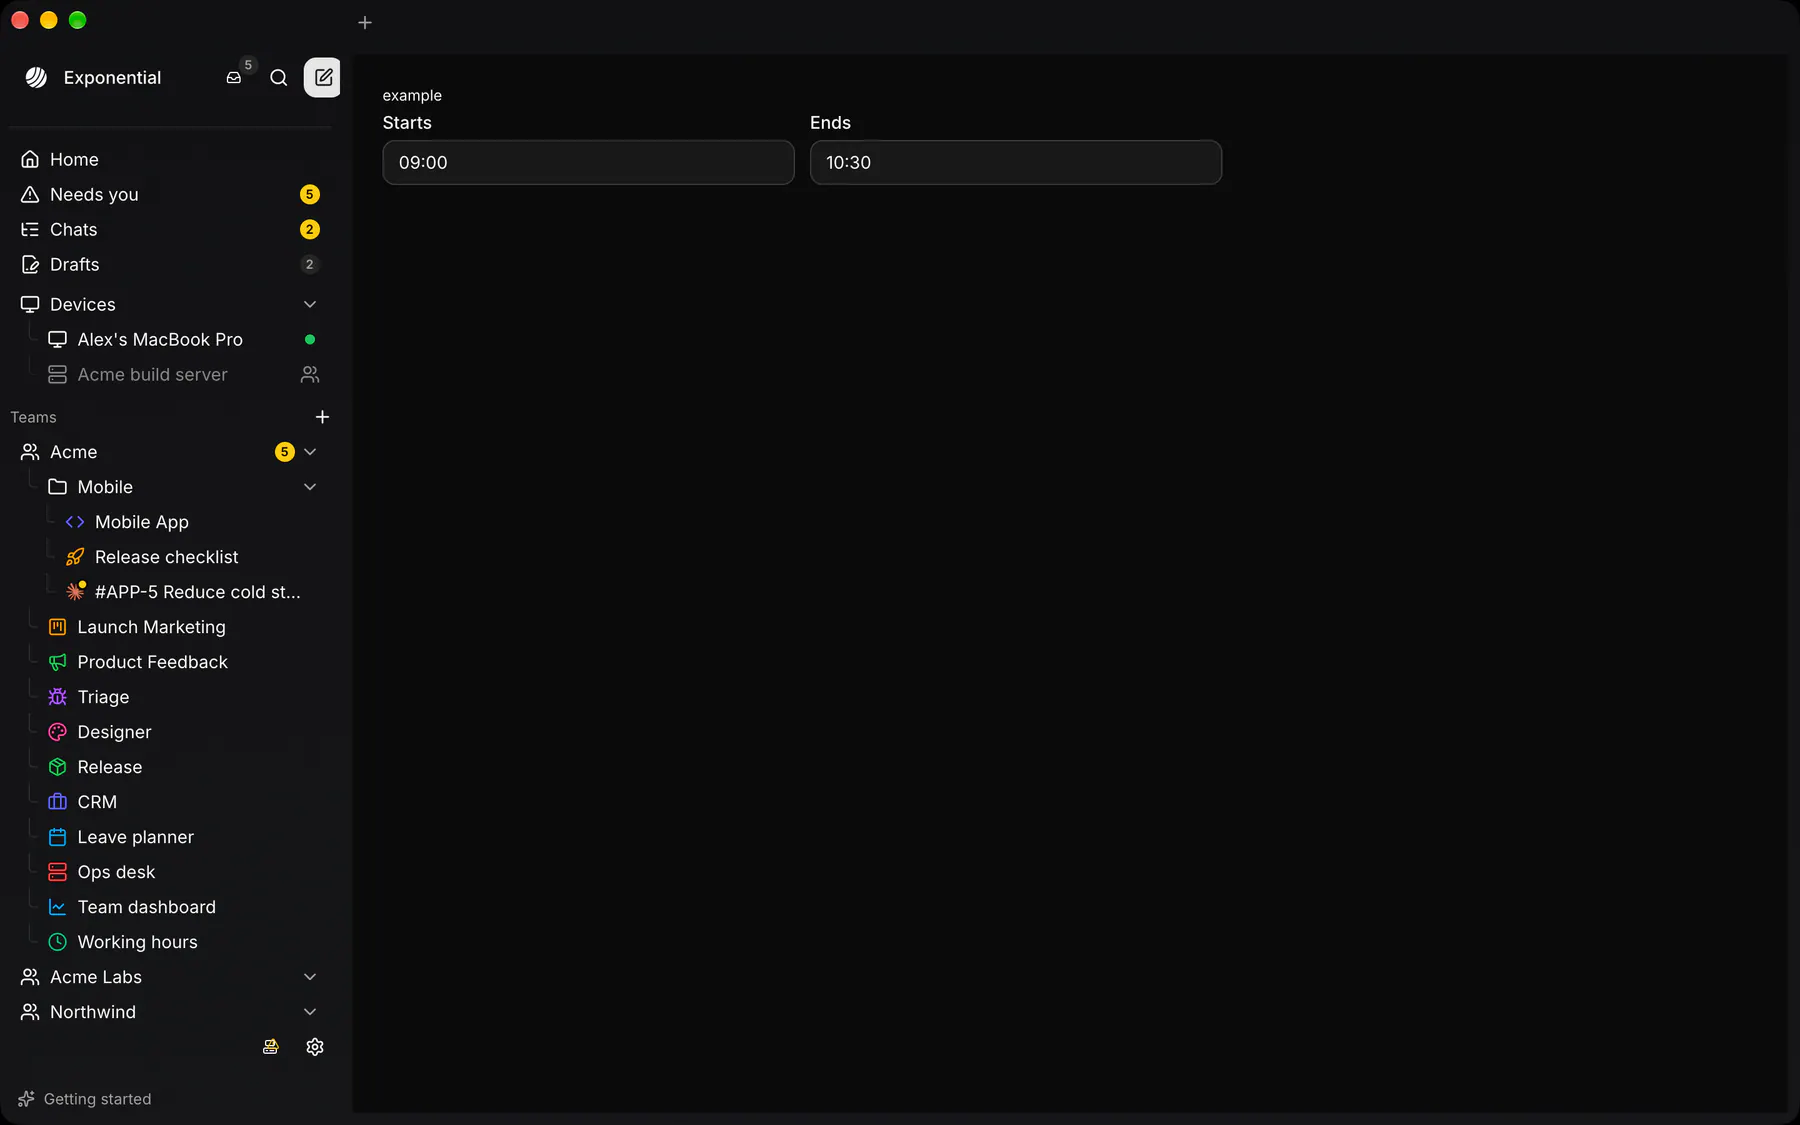 Exponential
5
Home
Needs you 5
Chats 2
Drafts 2
Devices
Alex's MacBook Pro
Acme build server
Teams
Acme 5
Mobile
Mobile App
Release checklist
#APP-5 Reduce cold st...
Launch Marketing
Product Feedback
Triage
Designer
Release
CRM
Leave planner
Ops desk
Team dashboard
Working hours
Acme Labs
Northwind
Getting started
example
Starts Ends
09:00 10:30